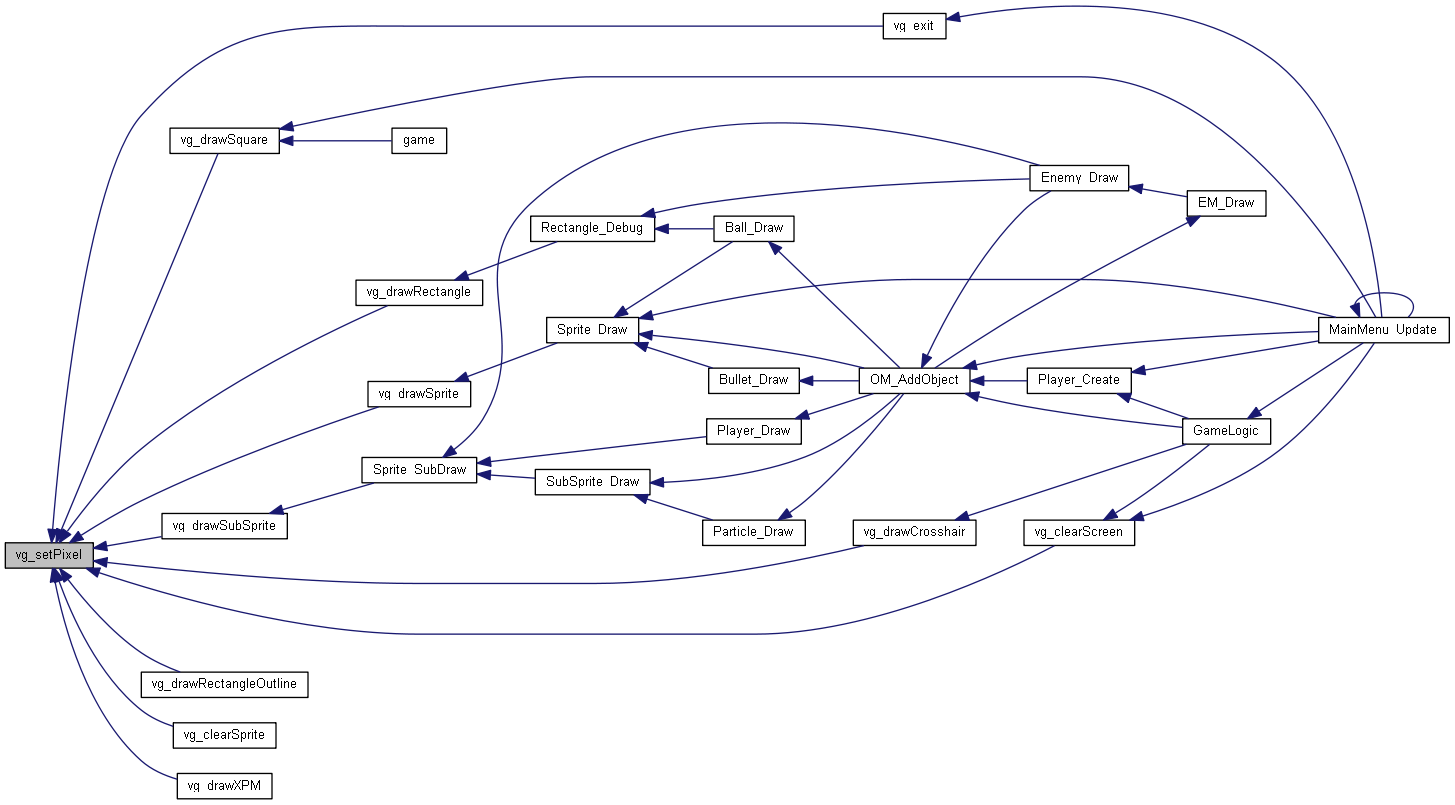 vg_exit
vg_drawSquare
game
Enemy_Draw
EM_Draw
Rectangle_Debug
Ball_Draw
vg_drawRectangle
Sprite_Draw
MainMenu_Update
Bullet_Draw
OM_AddObject
Player_Create
vg_drawSprite
Player_Draw
GameLogic
Sprite_SubDraw
SubSprite_Draw
vg_drawSubSprite
Particle_Draw
vg_drawCrosshair
vg_clearScreen
vg_setPixel
vg_drawRectangleOutline
vg_clearSprite
vg_drawXPM